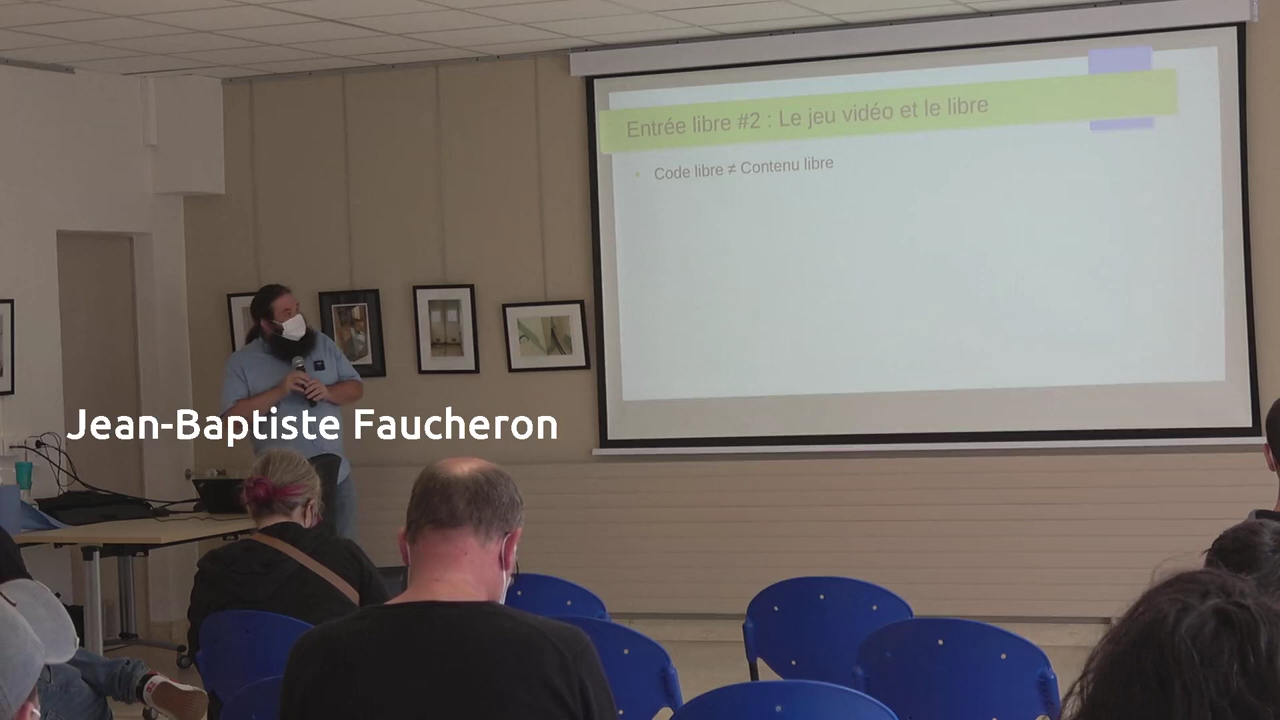 Entrée libre #2 : Le jeu vidéo et le libre
Code libre ≠ Contenu libre
Jean-Baptiste Faucheron